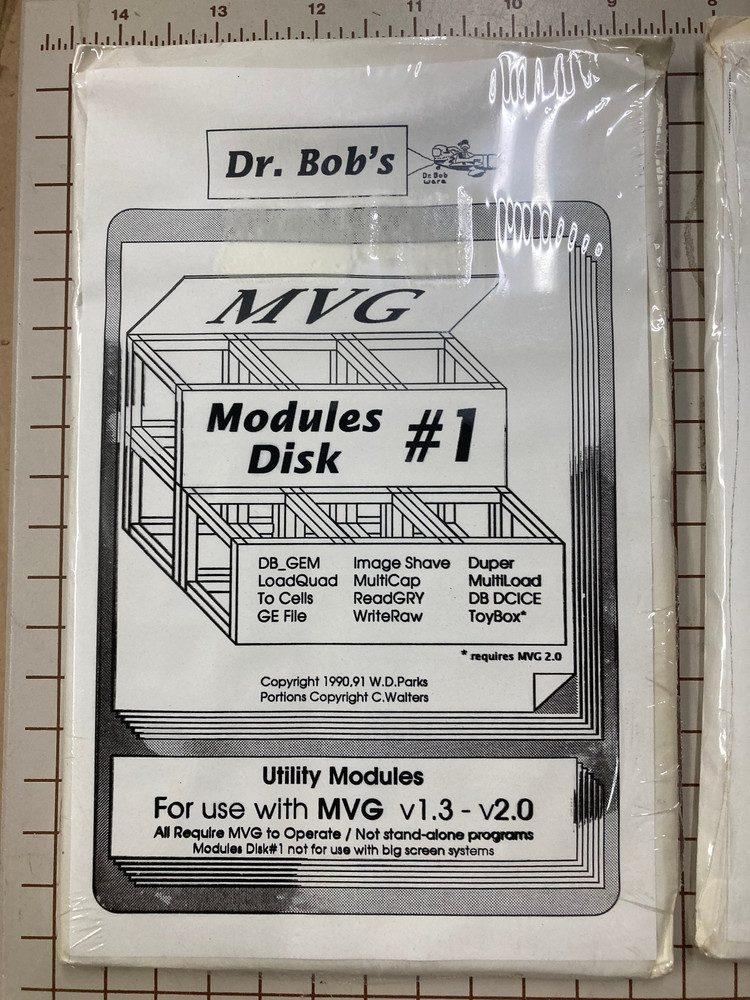 14 13 12 11 10 9 8
Dr. Bob's
Dr. Bob
ware
MVG
Modules
Disk #1
DB_GEM Image Shave Duper
LoadQuad MultiCap MultiLoad
To Cells ReadGRY DB DCICE
GE File WriteRaw ToyBox*
* requires MVG 2.0
Copyright 1990,91 W.D.Parks
Portions Copyright C.Walters
Utility Modules
For use with MVG v1.3 - v2.0
All Require MVG to Operate / Not stand-alone programs
Modules Disk#1 not for use with big screen systems